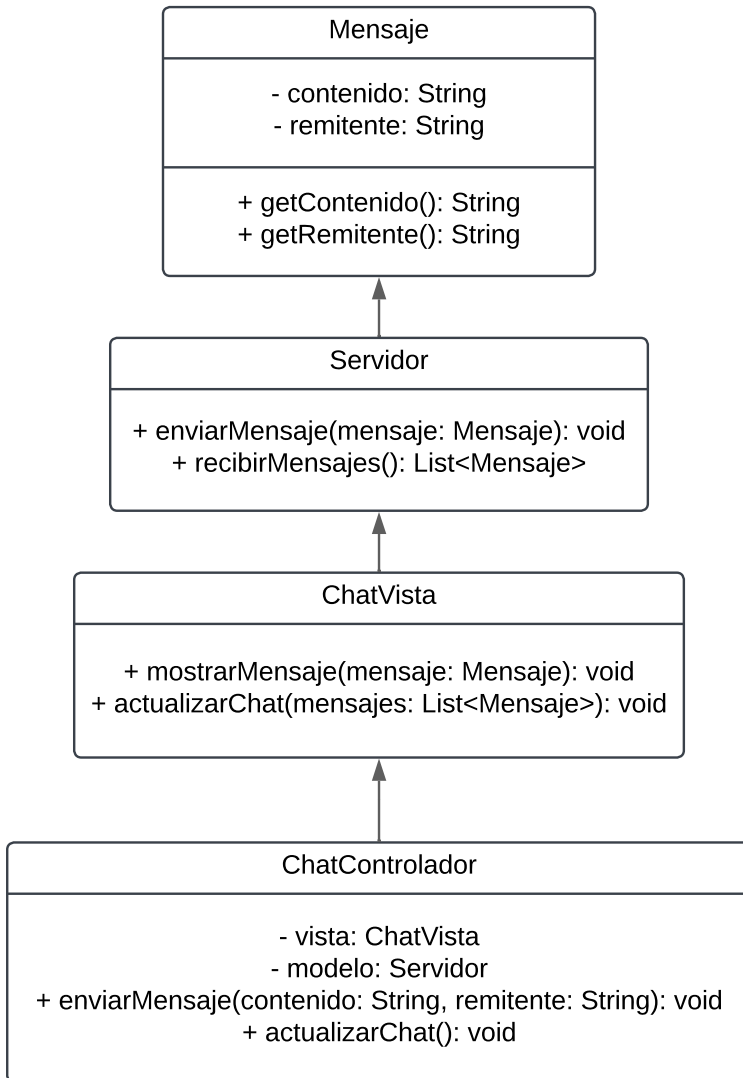 Mensaje
- contenido: String
- remitente: String
+ getContenido(): String
+ getRemitente(): String
Servidor
+ enviarMensaje(mensaje: Mensaje): void
+ recibirMensajes(): List<Mensaje>
ChatVista
+ mostrarMensaje(mensaje: Mensaje): void
+ actualizarChat(mensajes: List<Mensaje>): void
ChatControlador
- vista: ChatVista
- modelo: Servidor
+ enviarMensaje(contenido: String, remitente: String): void
+ actualizarChat(): void